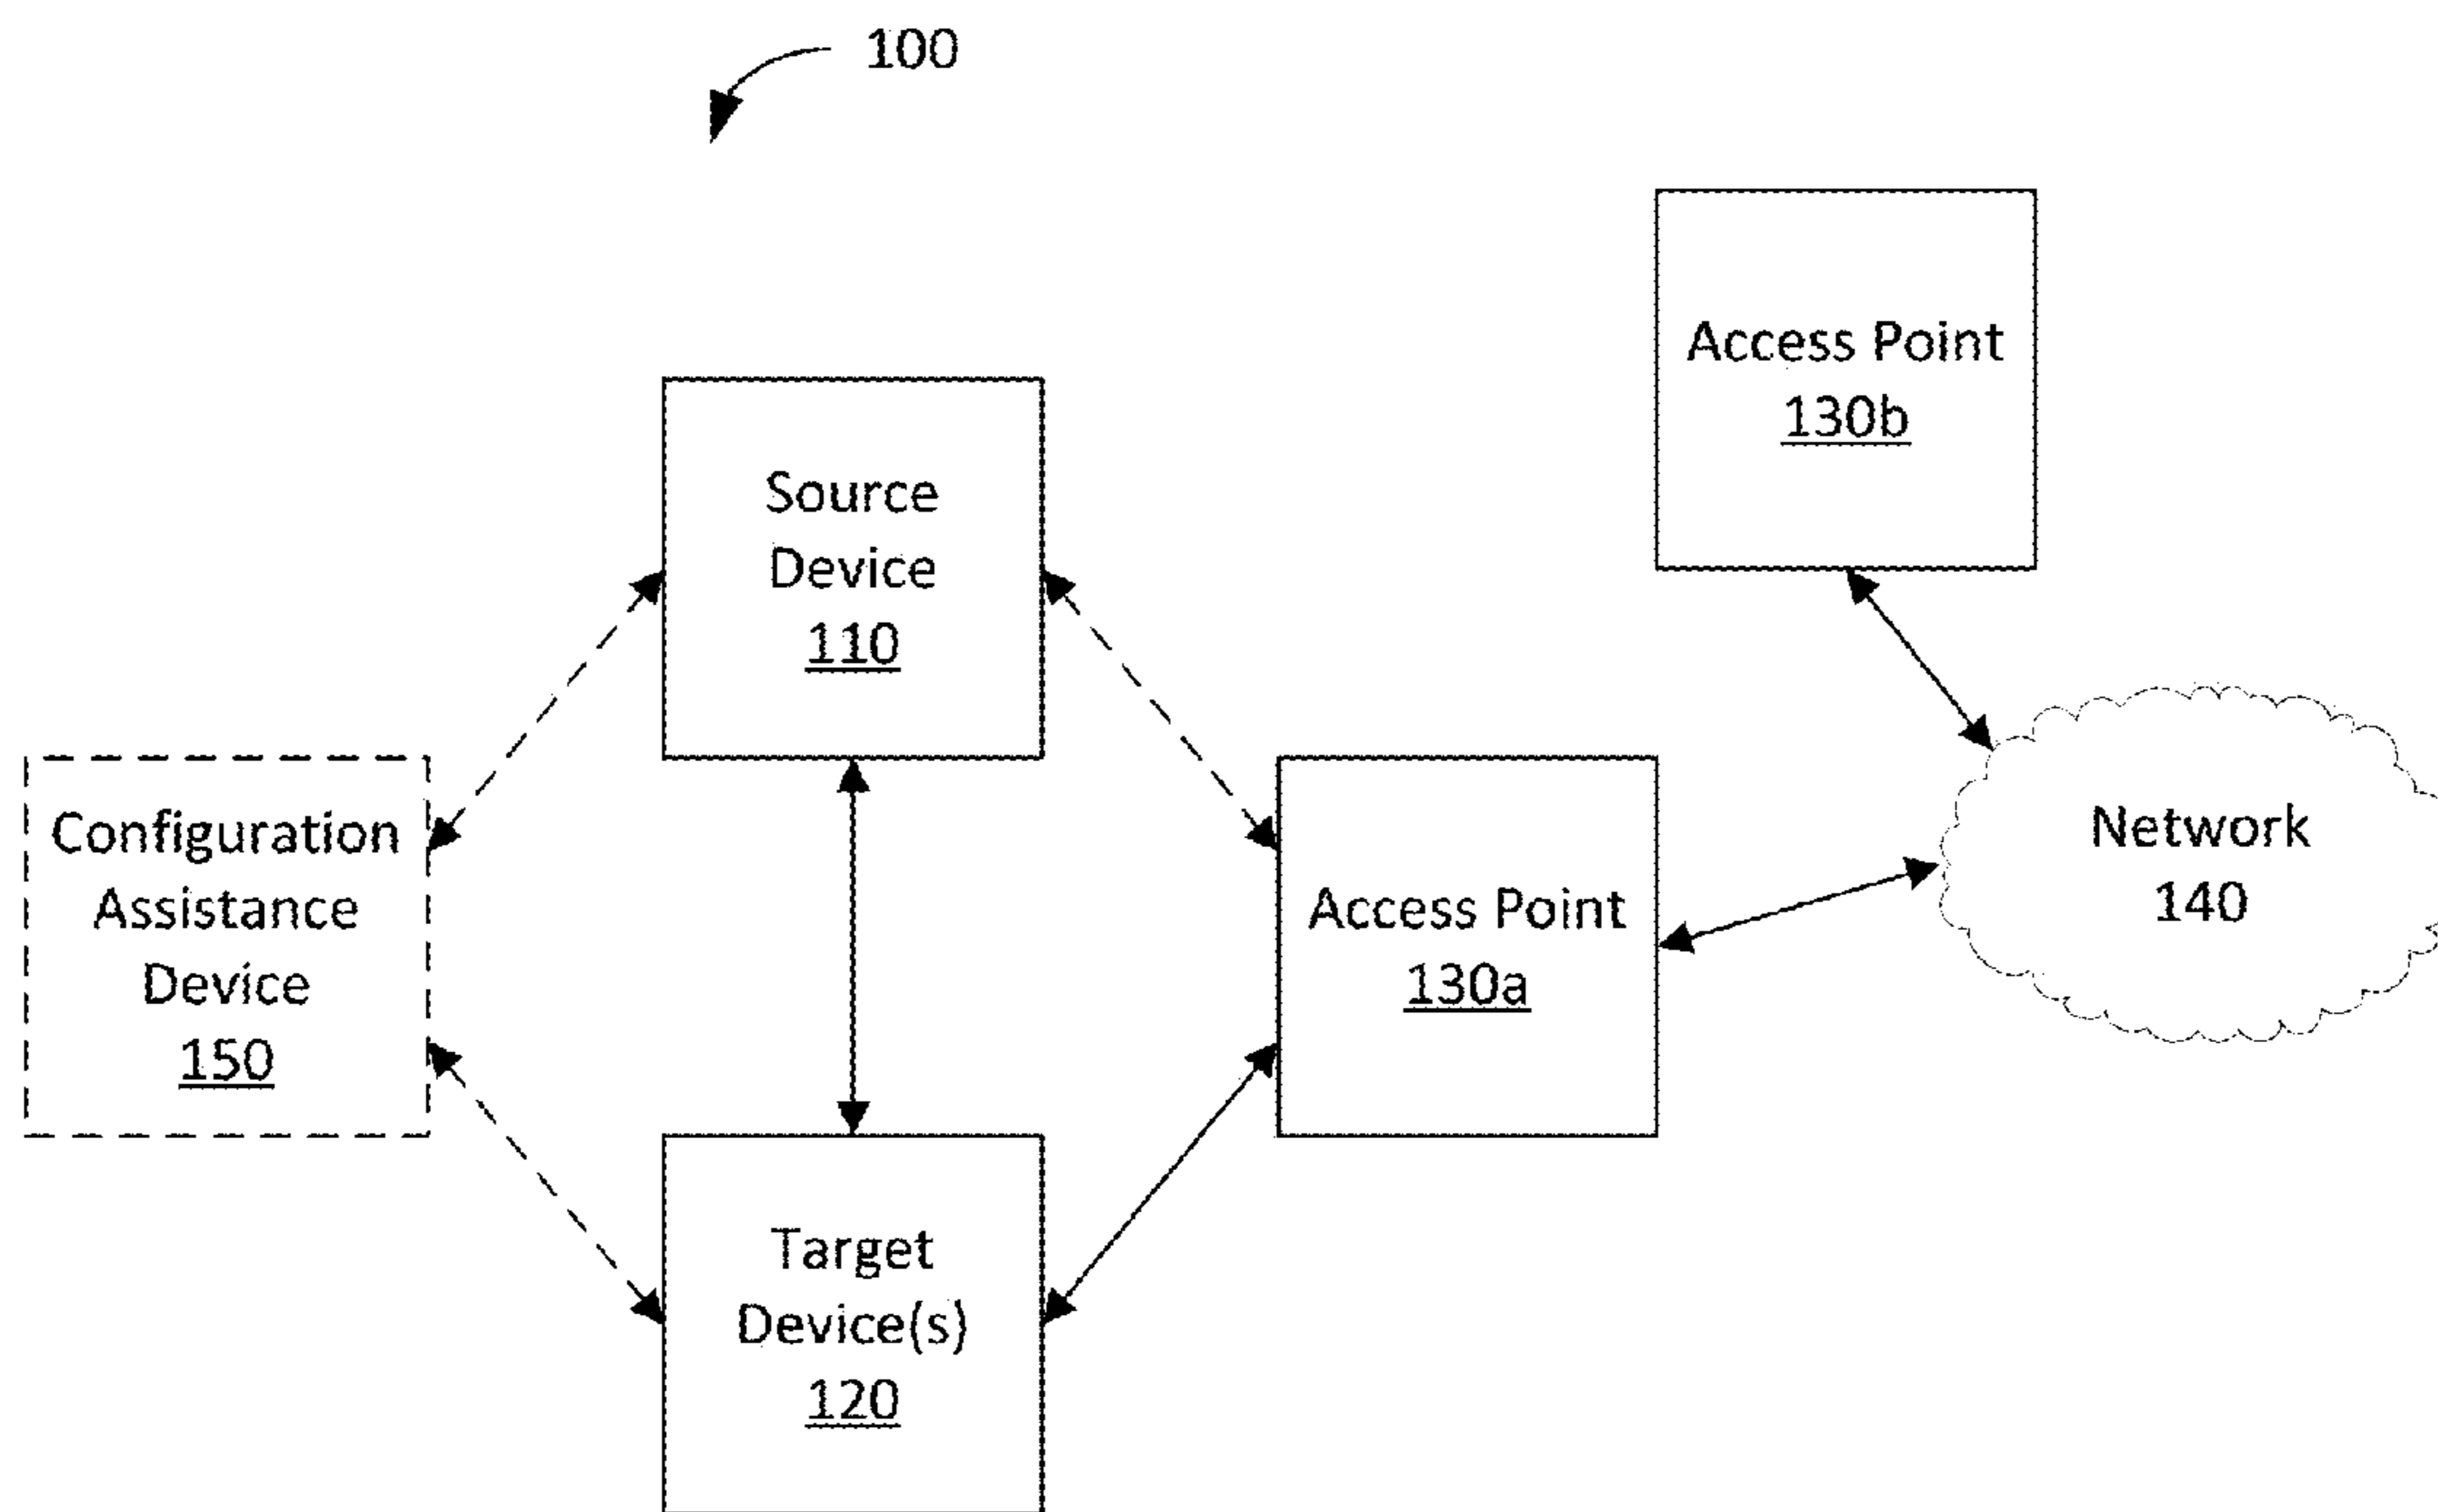 100
Access Point
130b
Source
Device
110
Configuration
Assistance
Device
150
Access Point
130a
Network
140
Target
Device(s)
120